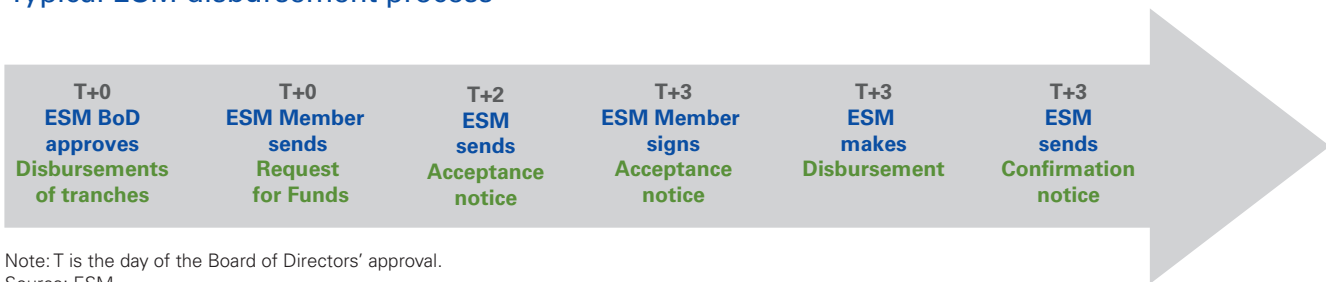 Typical ESM disbursement process
T+0
ESM BoD
approves
Disbursements
of tranches
T+0
ESM Member
sends
Request
for Funds
T+2
ESM
sends
Acceptance
notice
T+3
ESM Member
signs
Acceptance
notice
T+3
ESM
makes
Disbursement
T+3
ESM
sends
Confirmation
notice
Note: T is the day of the Board of Directors' approval.
Source: ESM